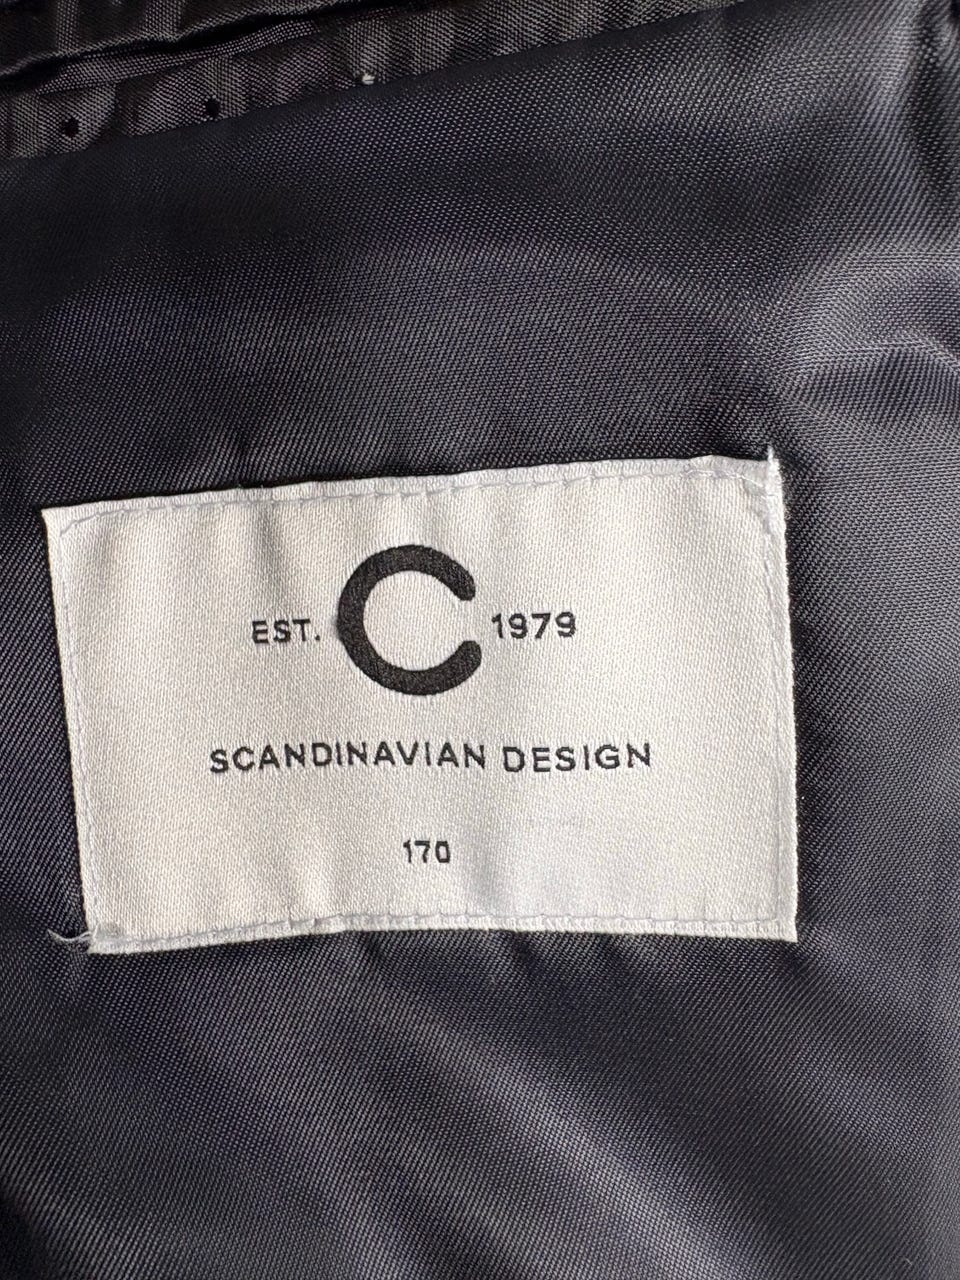 EST. C 1979
SCANDINAVIAN DESIGN
170